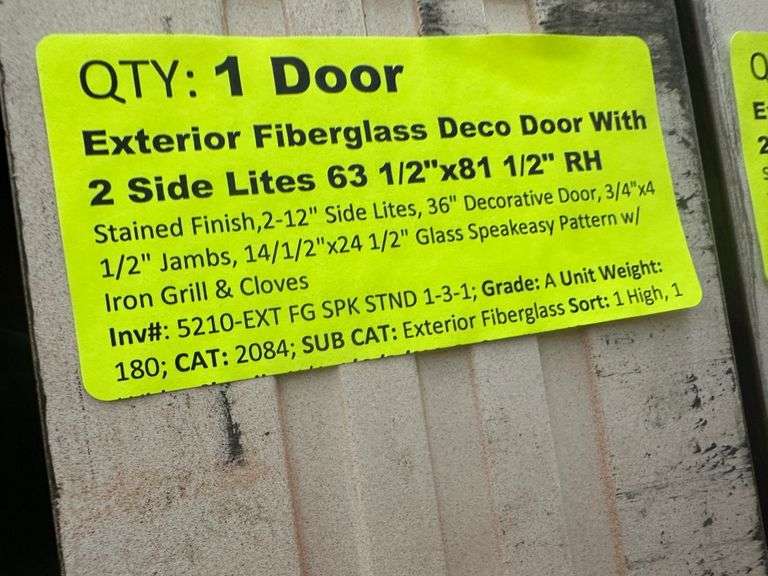 QTY: 1 Door
Exterior Fiberglass Deco Door With
2 Side Lites 63 1/2"x81 1/2" RH
Stained Finish,2-12" Side Lites, 36" Decorative Door, 3/4"x4
1/2" Jambs, 14/1/2"x24 1/2" Glass Speakeasy Pattern w/
Iron Grill & Cloves
Inv#: 5210-EXT FG SPK STND 1-3-1; Grade: A Unit Weight:
180; CAT: 2084; SUB CAT: Exterior Fiberglass Sort: 1 High, 1
Q
E
2
S